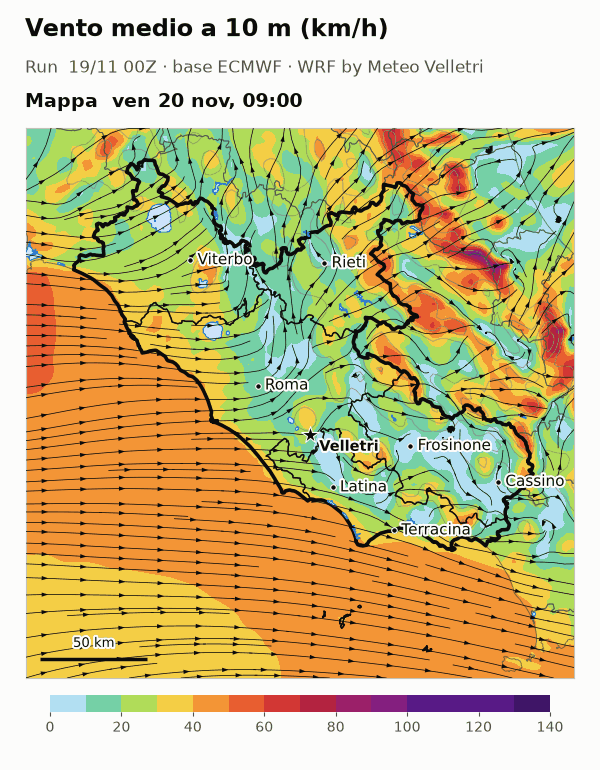 Vento medio a 10 m (km/h)
Run  19/11 00Z · base ECMWF · WRF by Meteo Velletri
Mappa  ven 20 nov, 09:00
Viterbo
Rieti
Roma
Velletri
Frosinone
Cassino
Latina
Terracina
50 km
0 20 40 60 80 100 120 140